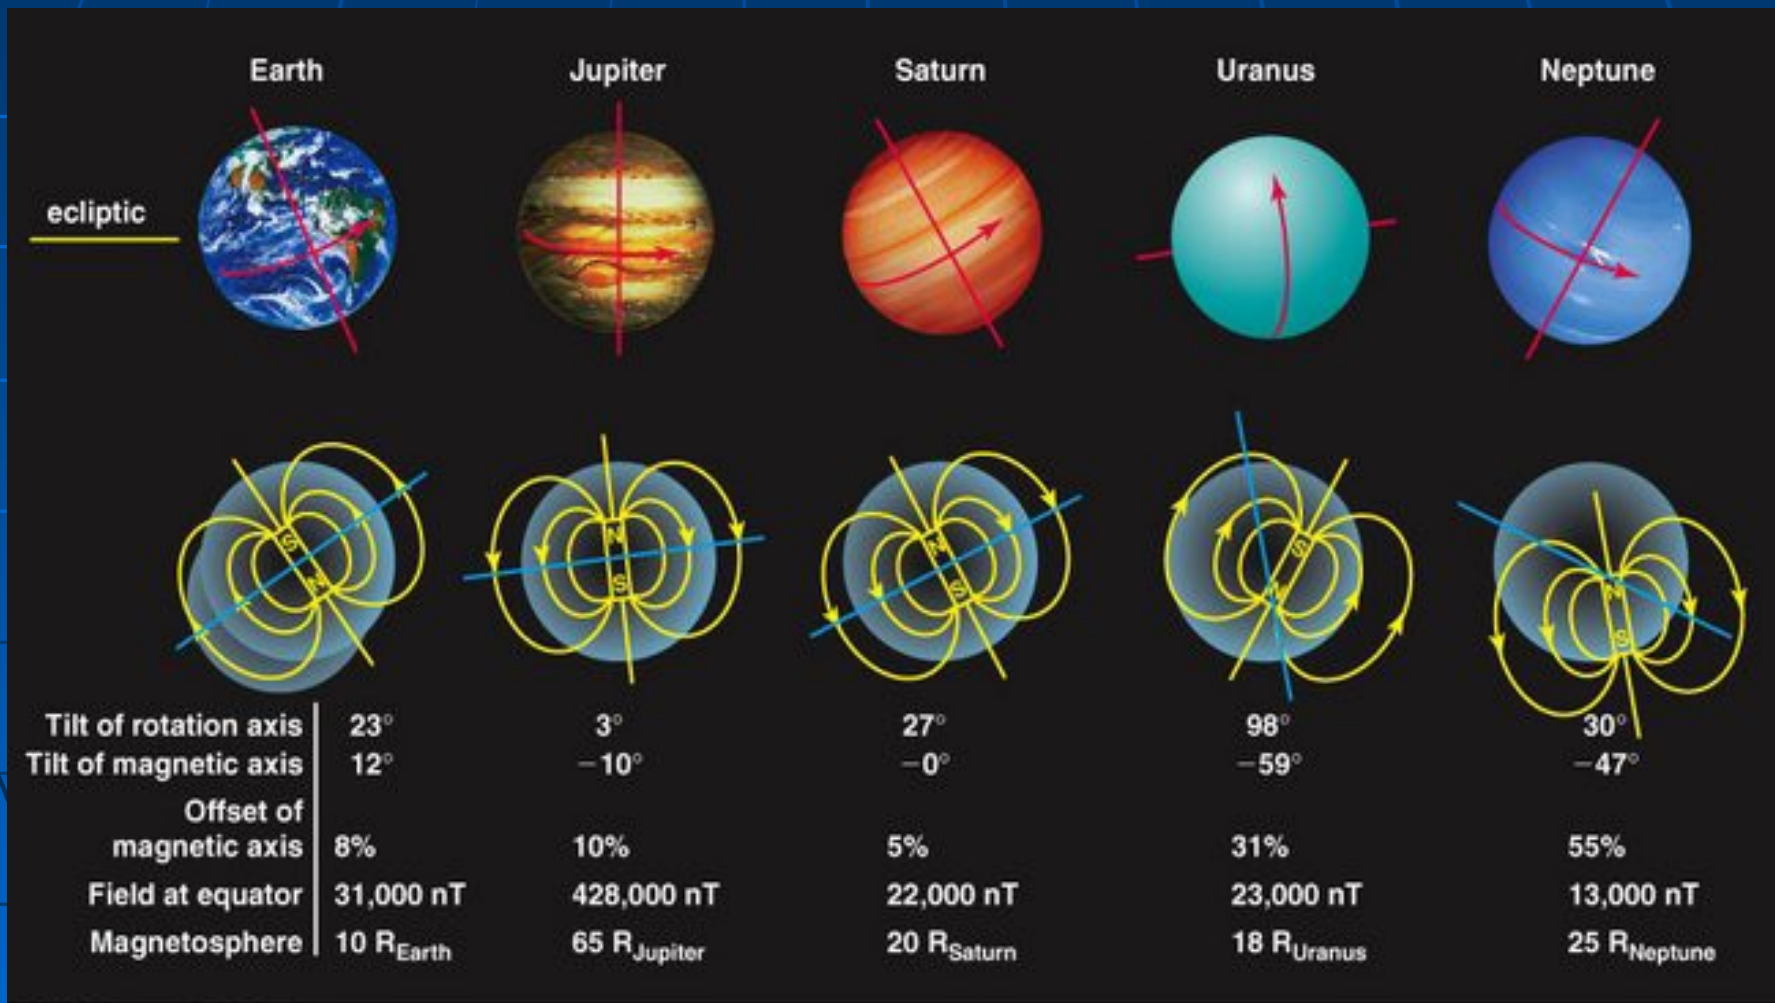 Earth Jupiter Saturn Uranus Neptune
ecliptic
S N N S N S S N N S
Tilt of rotation axis 23° 3° 27° 98° 30°
Tilt of magnetic axis 12° −10° −0° −59° −47°
Offset of
magnetic axis 8% 10% 5% 31% 55%
Field at equator 31,000 nT 428,000 nT 22,000 nT 23,000 nT 13,000 nT
Magnetosphere 10 REarth 65 RJupiter 20 RSaturn 18 RUranus 25 RNeptune